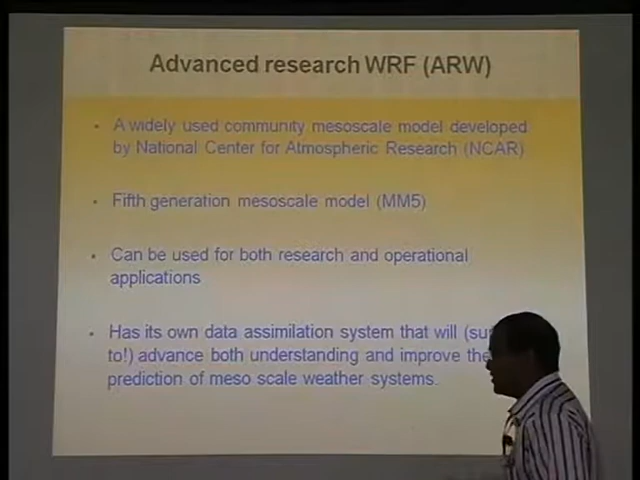 Advanced research WRF (ARW)
A widely used community mesoscale model developed
by National Center for Atmospheric Research (NCAR)
Fifth generation mesoscale model (MM5)
Can be used for both research and operational
applications
Has its own data assimilation system that will
to!) advance both understanding and improve the
prediction of meso scale weather systems.